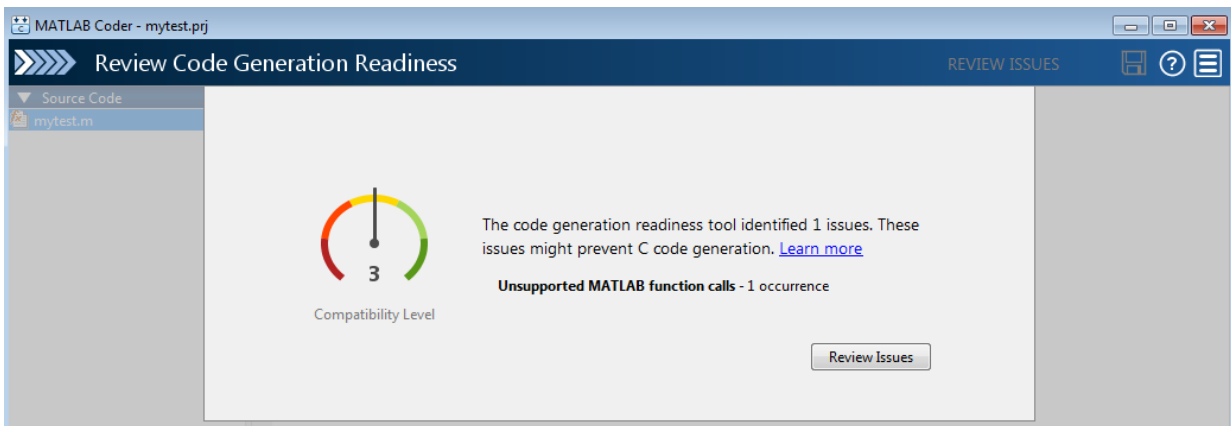 MATLAB Coder - mytest.prj
Review Code Generation Readiness
REVIEW ISSUES
Source Code
mytest.m
The code generation readiness tool identified 1 issues. These
issues might prevent C code generation. Learn more
3
Unsupported MATLAB function calls - 1 occurrence
Compatibility Level
Review Issues